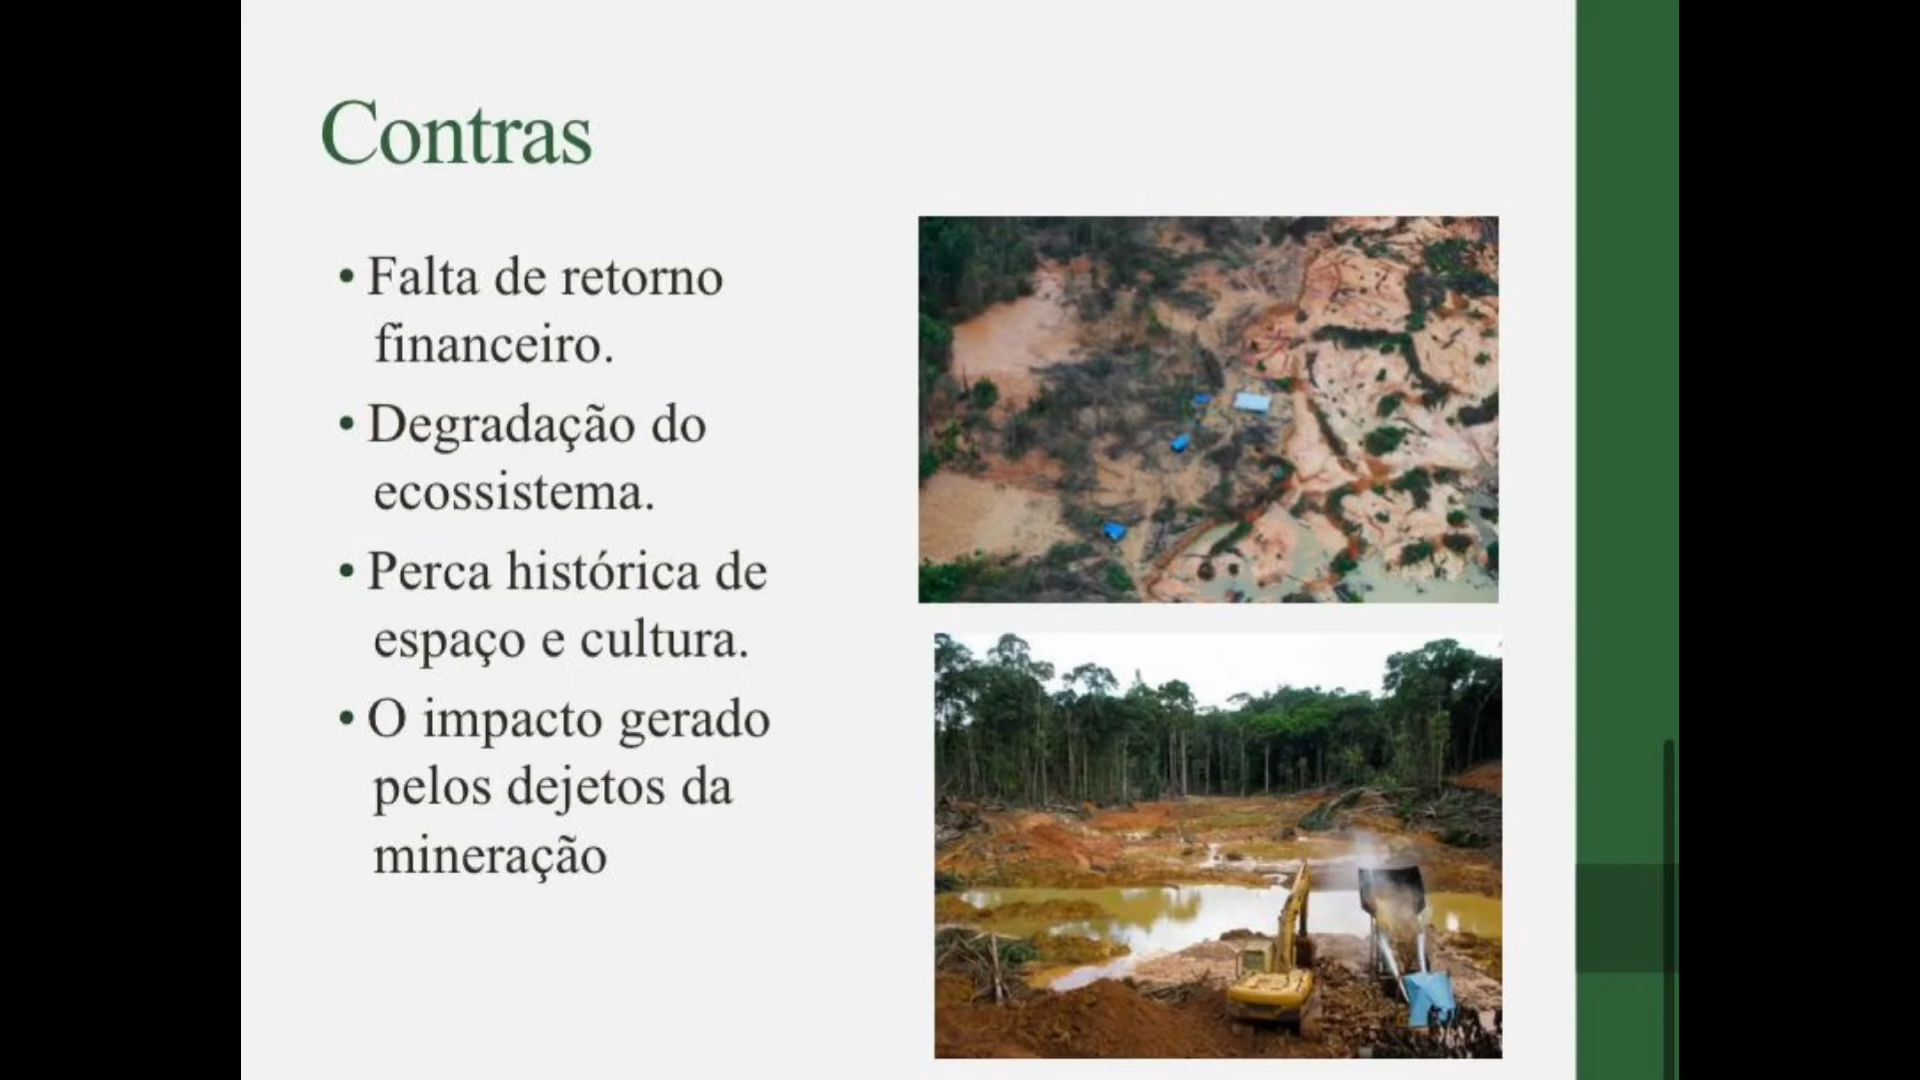 Contras
• Falta de retorno
financeiro.
• Degradação do
ecossistema.
• Perca histórica de
espaço e cultura.
• O impacto gerado
pelos dejetos da
mineração